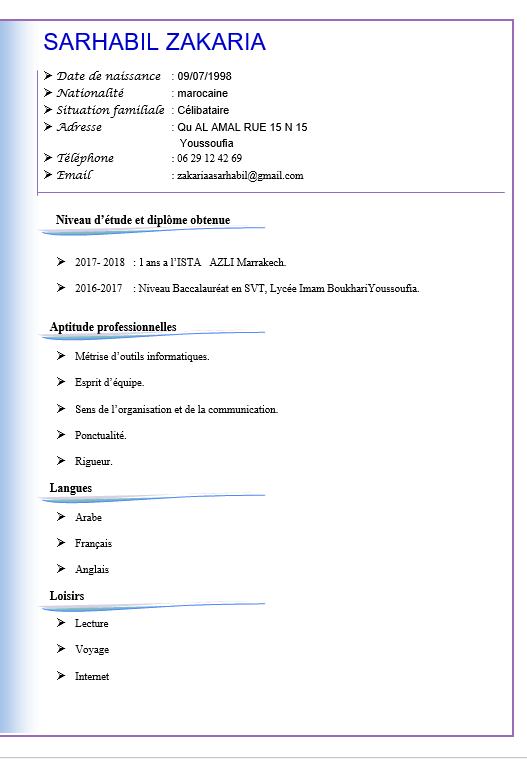 SARHABIL ZAKARIA
➢ Date de naissance : 09/07/1998
➢ Nationalité : marocaine
➢ Situation familiale : Célibataire
➢ Adresse : Qu AL AMAL RUE 15 N 15
Youssoufia
➢ Téléphone : 06 29 12 42 69
➢ Email : zakariaasarhabil@gmail.com
Niveau d’étude et diplôme obtenue
➢ 2017- 2018 : 1 ans a l’ISTA AZLI Marrakech.
➢ 2016-2017 : Niveau Baccalauréat en SVT, Lycée Imam BoukhariYoussoufia.
Aptitude professionnelles
➢ Métrise d’outils informatiques.
➢ Esprit d’équipe.
➢ Sens de l’organisation et de la communication.
➢ Ponctualité.
➢ Rigueur.
Langues
➢ Arabe
➢ Français
➢ Anglais
Loisirs
➢ Lecture
➢ Voyage
➢ Internet